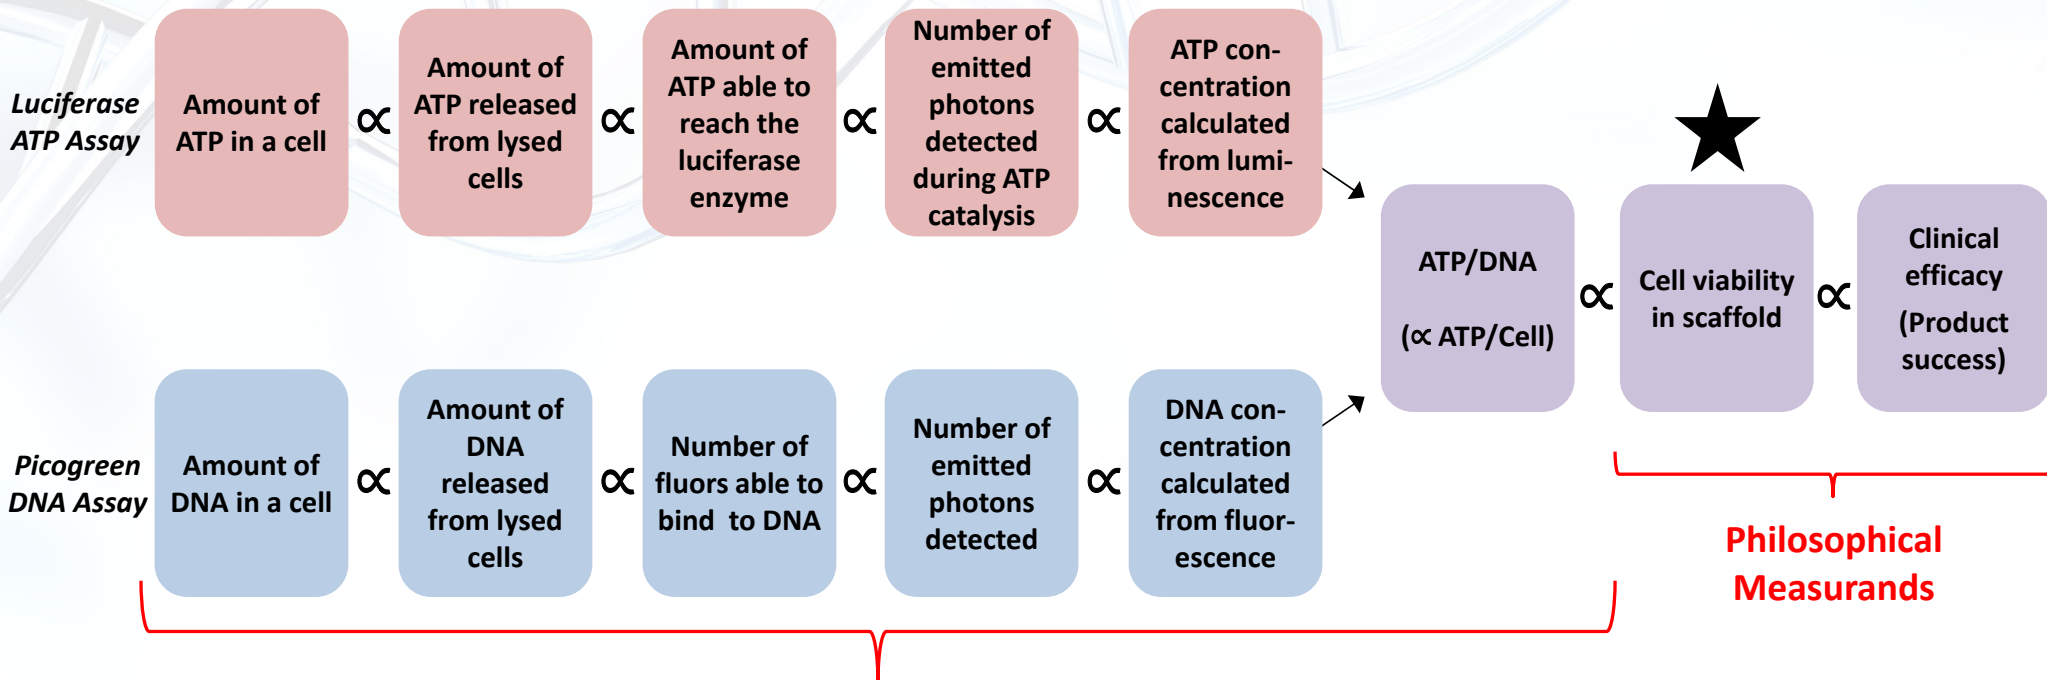 Luciferase
ATP Assay
Amount of
ATP in a cell
∝
Amount of
ATP released
from lysed
cells
∝
Amount of
ATP able to
reach the
luciferase
enzyme
∝
Number of
emitted
photons
detected
during ATP
catalysis
∝
ATP con-
centration
calculated
from lumi-
nescence
Picogreen
DNA Assay
Amount of
DNA in a cell
∝
Amount of
DNA
released
from lysed
cells
∝
Number of
fluors able to
bind to DNA
∝
Number of
emitted
photons
detected
∝
DNA con-
centration
calculated
from fluor-
escence
ATP/DNA
(∝ ATP/Cell)
∝
Cell viability
in scaffold
∝
Clinical
efficacy
(Product
success)
Philosophical
Measurands